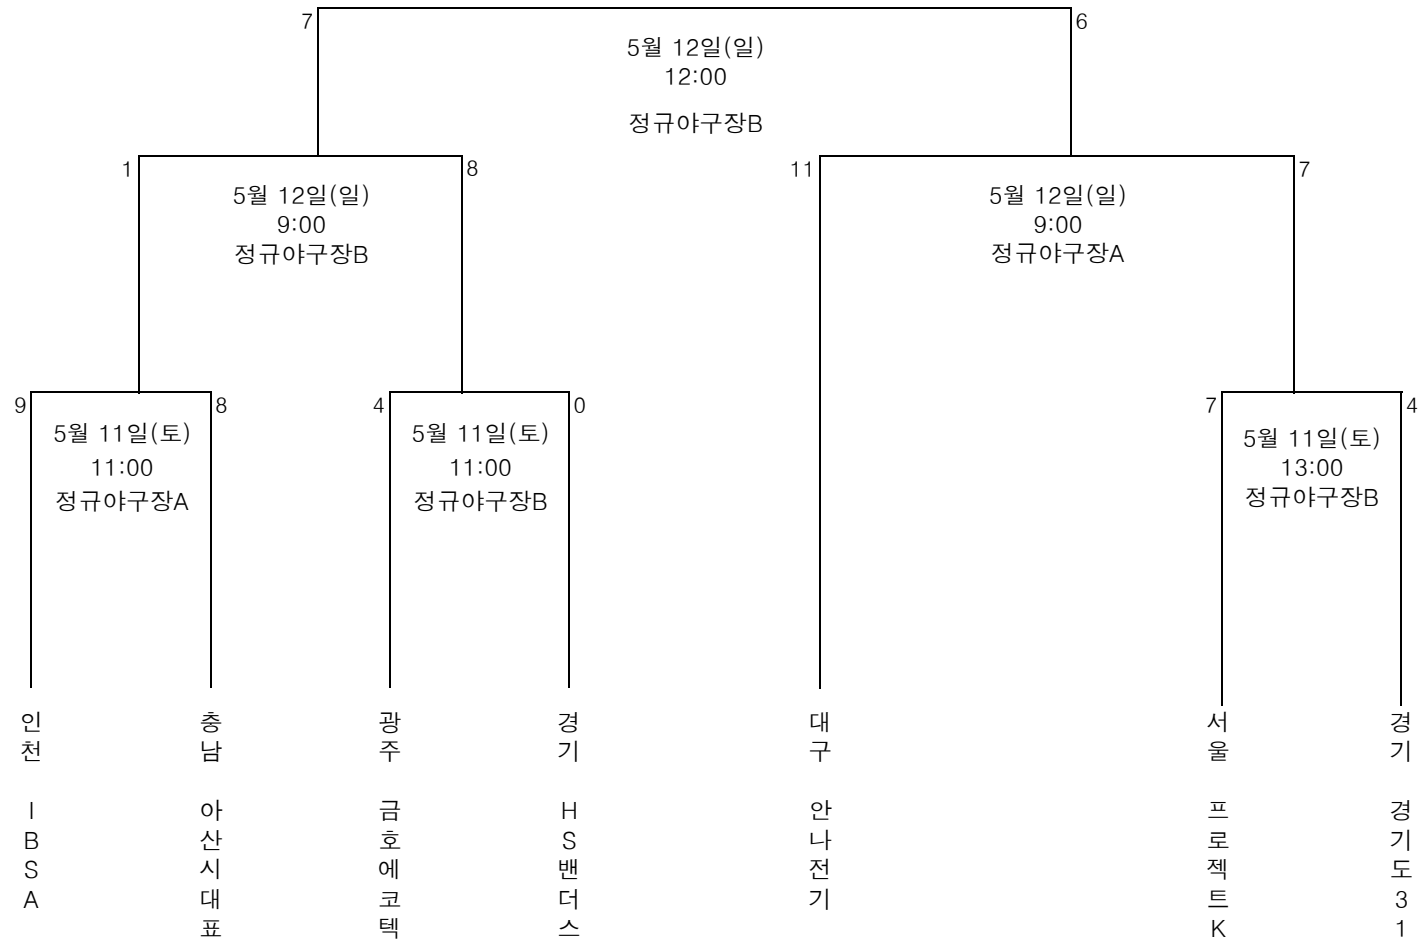 7
6
5월 12일(일)
12:00
정규야구장B
1
8
11
7
5월 12일(일)
9:00
정규야구장B
5월 12일(일)
9:00
정규야구장A
9
8
4
0
7
4
5월 11일(토)
11:00
정규야구장A
5월 11일(토)
11:00
정규야구장B
5월 11일(토)
13:00
정규야구장B
인천 IBSA
충남 아산시대표
광주 금호에코텍
경기 HS밴더스
대구 안나전기
서울 프로젝트K
경기 경기도31